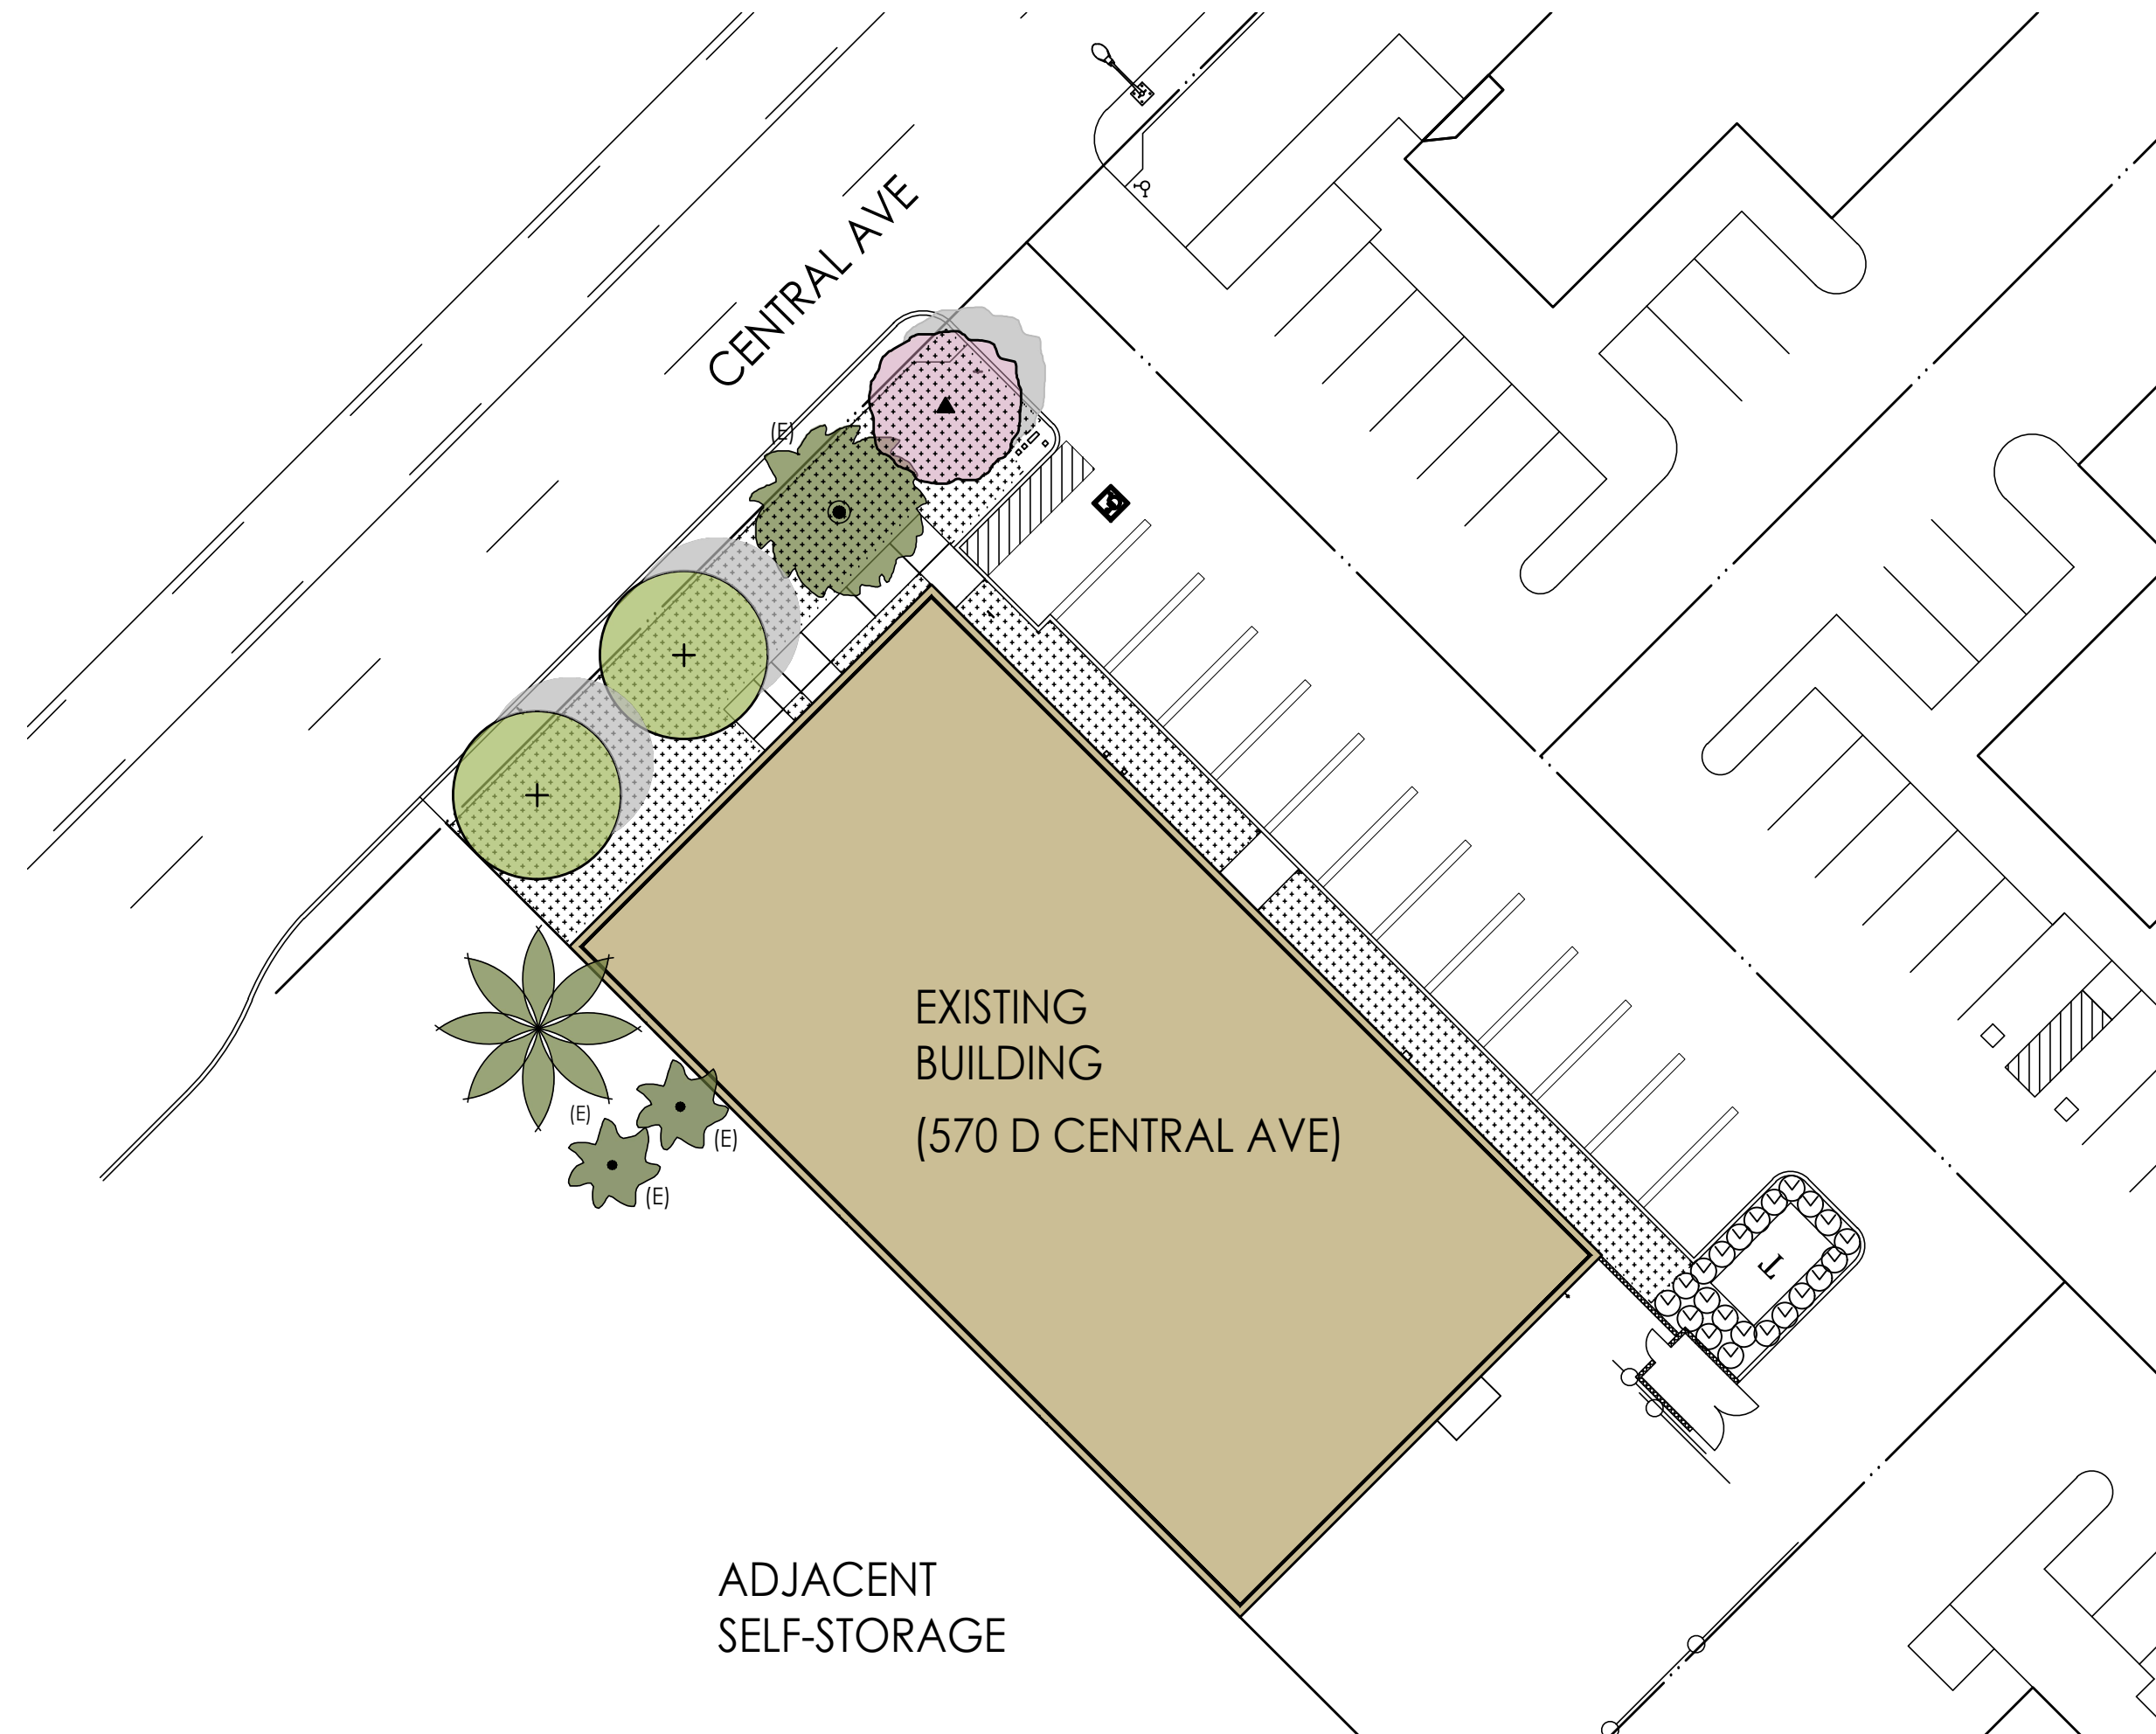 CENTRAL AVE
(E)
EXISTING
BUILDING
(570 D CENTRAL AVE)
(E)
(E)
(E)
T
ADJACENT
SELF-STORAGE